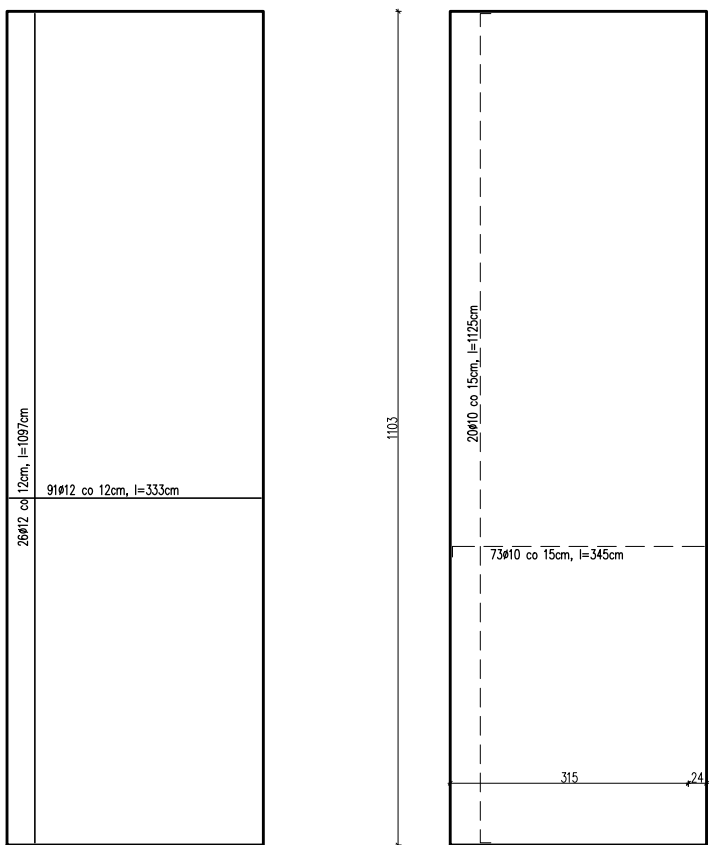 26ø12 co 12cm, l=1097cm
91ø12 co 12cm, l=333cm
1103
20ø10 co 15cm, l=1125cm
73ø10 co 15cm, l=345cm
315
24